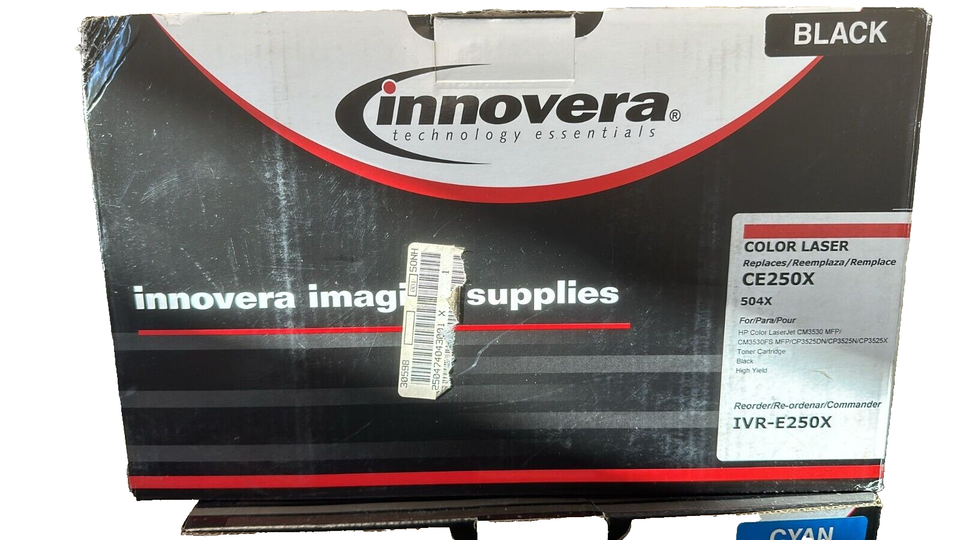 BLACK
innovera®
technology essentials
innovera imagi supplies
COLOR LASER
Replaces/Reemplaza/Remplace
CE250X
504X
For/Para/Pour
HP Color LaserJet CM3530 MFP/
CM3530FS MFP/CP3525DN/CP3525N/CP3525X
Toner Cartridge
Black
High Yield
Reorder/Re-ordenar/Commander
IVR-E250X
30598
CYAN